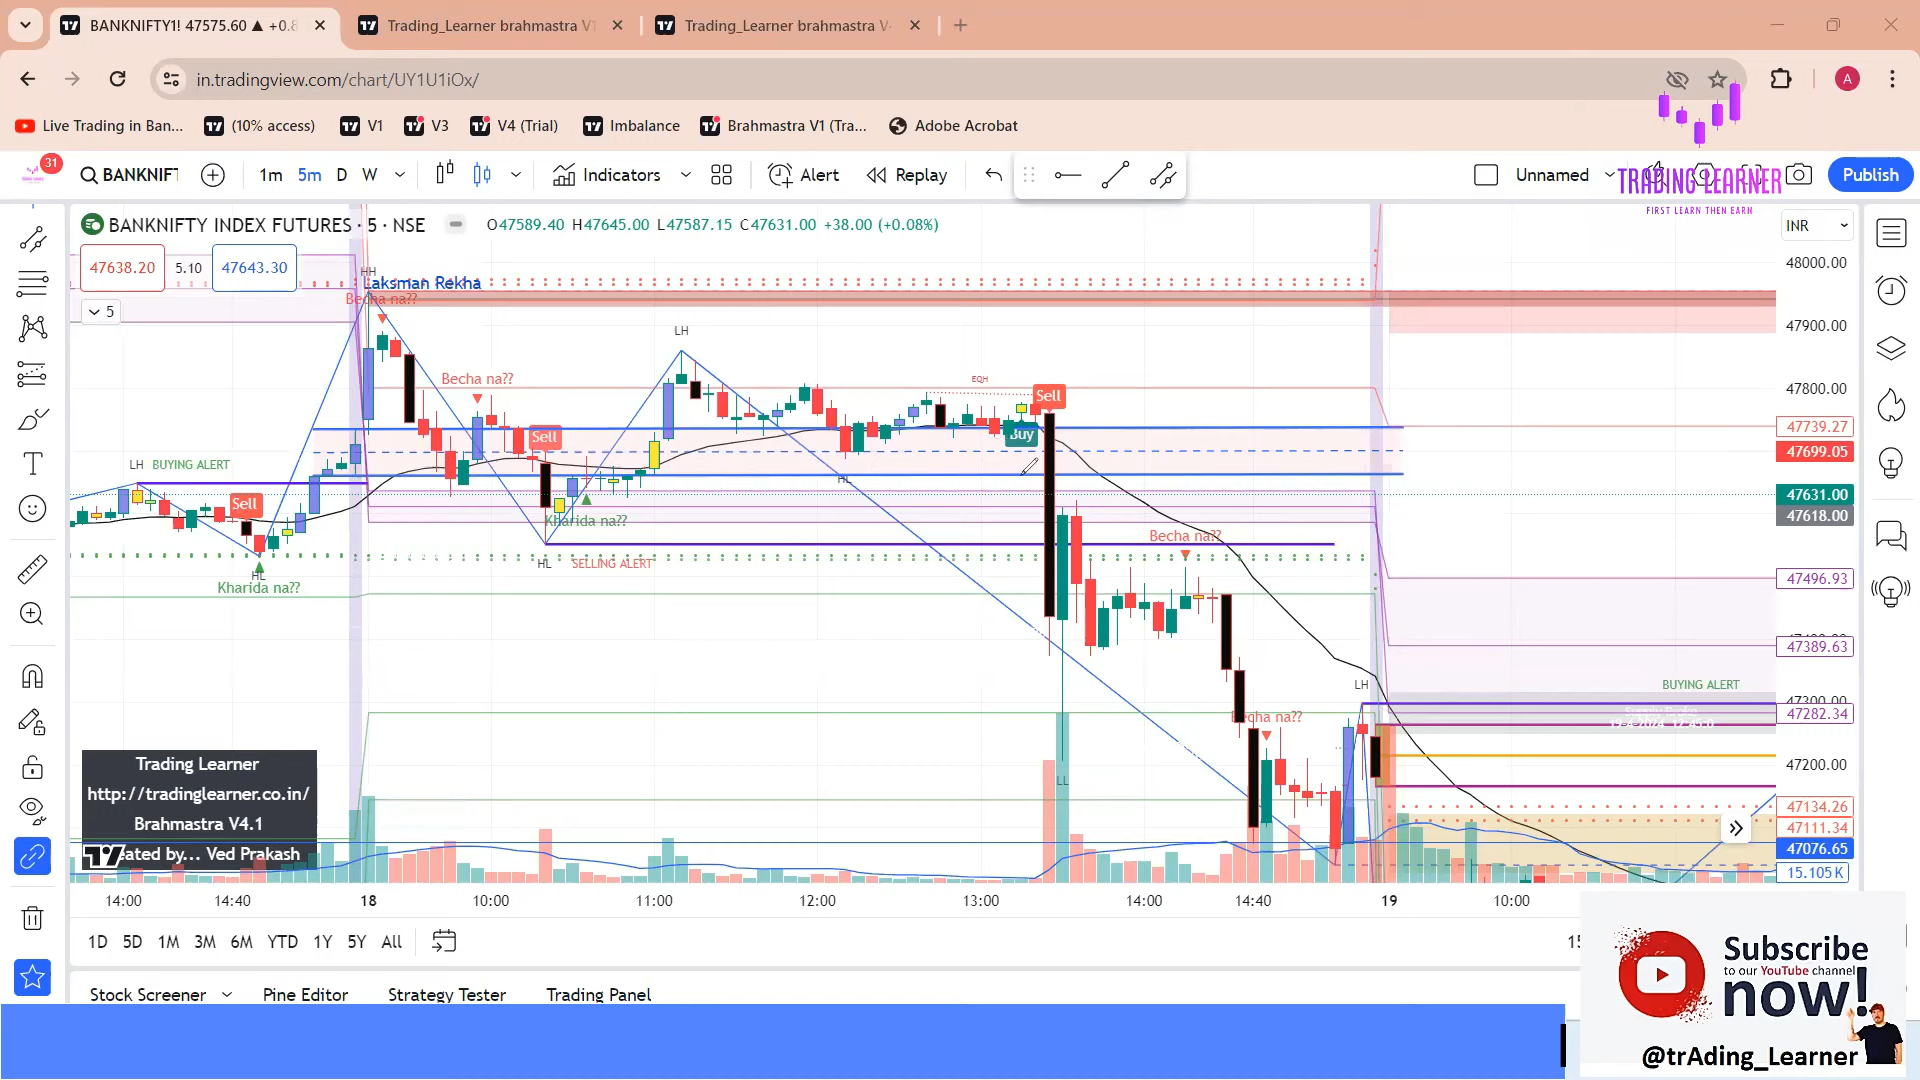 BANKNIFTY1! 47575.60 ▲ +0.8
Trading_Learner brahmastra V
Trading_Learner brahmastra V
in.tradingview.com/chart/UY1U1iOx/
A
Live Trading in Ban...
(10% access)
V1
V3
V4 (Trial)
Imbalance
Brahmastra V1 (Tra...
Adobe Acrobat
31
BANKNIFT
1m
5m
D
W
Indicators
Alert
Replay
Unnamed
Publish
TRADING LEARNER
FIRST LEARN THEN EARN
BANKNIFTY INDEX FUTURES · 5 · NSE
O47589.40 H47645.00 L47587.15 C47631.00 +38.00 (+0.08%)
INR
47638.20
5.10
47643.30
5
HH
Laksman Rekha
Becha na??
LH
Becha na??
EQH
Sell
Buy
Sell
LH
BUYING ALERT
Sell
HL
Kharida na??
HL
Kharida na??
HL
SELLING ALERT
Becha na??
LH
BUYING ALERT
Becha na??
LL
48000.00
47900.00
47800.00
47739.27
47699.05
47631.00
47618.00
47496.93
47389.63
47282.34
47200.00
47134.26
47111.34
47076.65
15.105 K
Trading Learner
http://tradinglearner.co.in/
Brahmastra V4.1
eated by... Ved Prakash
14:00
14:40
18
10:00
11:00
12:00
13:00
14:00
14:40
19
10:00
1D
5D
1M
3M
6M
YTD
1Y
5Y
All
Stock Screener
Pine Editor
Strategy Tester
Trading Panel
Subscribe
to our YouTube channel
now!
@trAding_Learner